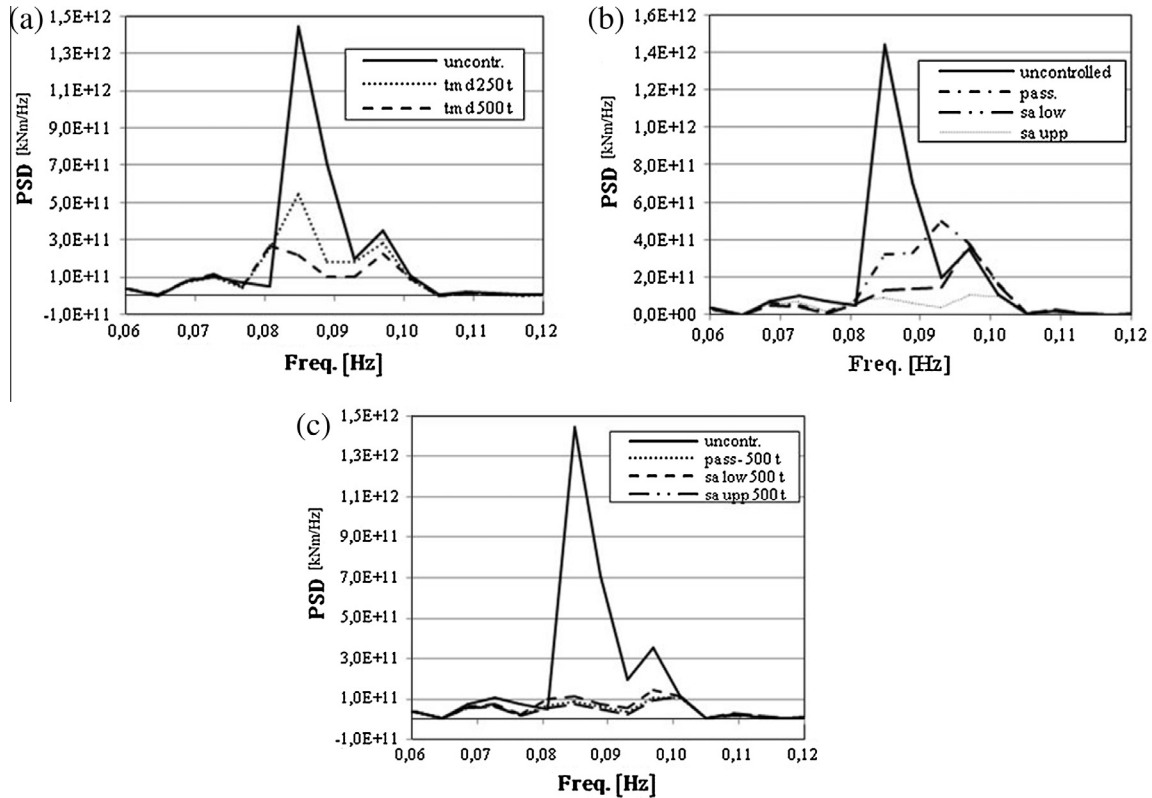 (a)
1,5E+12
1,3E+12
1,1E+12
9,0E+11
7,0E+11
5,0E+11
3,0E+11
1,0E+11
-1,0E+11
PSD [kNm/Hz]
uncontr.
tmd250 t
tmd500 t
0,06 0,07 0,08 0,09 0,10 0,11 0,12
Freq. [Hz]
(b)
1,6E+12
1,4E+12
1,2E+12
1,0E+12
8,0E+11
6,0E+11
4,0E+11
2,0E+11
0,0E+00
PSD [kNm/Hz]
uncontrolled
pass.
sa low
sa upp
0,06 0,07 0,08 0,09 0,10 0,11 0,12
Freq. [Hz]
(c)
1,5E+12
1,3E+12
1,1E+12
9,0E+11
7,0E+11
5,0E+11
3,0E+11
1,0E+11
-1,0E+11
PSD [kNm/Hz]
uncontr.
pass-500 t
sa low 500 t
sa upp 500 t
0,06 0,07 0,08 0,09 0,10 0,11 0,12
Freq. [Hz]